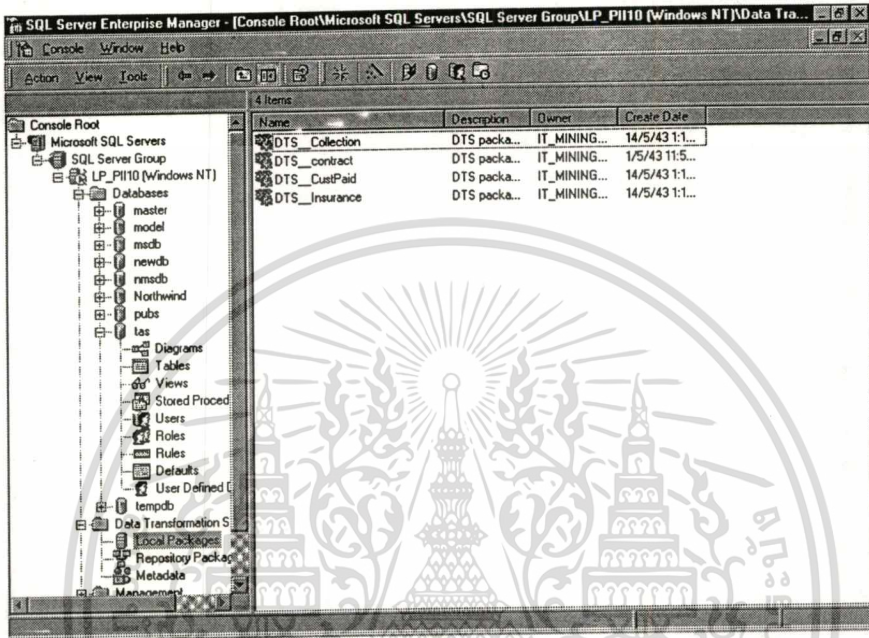 SQL Server Enterprise Manager - [Console Root\Microsoft SQL Servers\SQL Server Group\LP_PII10 (Windows NT)\Data Tra...
Console Window Help
Action View Tools
4 Items
Console Root
Microsoft SQL Servers
SQL Server Group
LP_PII10 (Windows NT)
Databases
master
model
msdb
newdb
nmsdb
Northwind
pubs
tas
Diagrams
Tables
Views
Stored Proced
Users
Roles
Rules
Defaults
User Defined D
tempdb
Data Transformation S
Local Packages
Repository Packag
Metadata
Management
Name Description Owner Create Date
DTS__Collection DTS packa... IT_MINING... 14/5/43 1:1...
DTS__contract DTS packa... IT_MINING... 1/5/43 11:5...
DTS__CustPaid DTS packa... IT_MINING... 14/5/43 1:1...
DTS__Insurance DTS packa... IT_MINING... 14/5/43 1:1...